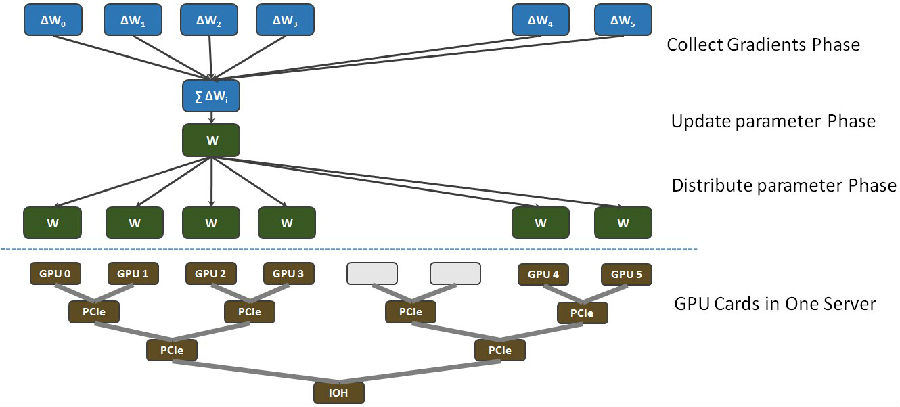 ΔW₀ ΔW₁ ΔW₂ ΔW₃ ΔW₄ ΔW₅
Collect Gradients Phase
∑ ΔWᵢ
Update parameter Phase
W
Distribute parameter Phase
W W W W W W
GPU 0 GPU 1 GPU 2 GPU 3 GPU 4 GPU 5
GPU Cards in One Server
PCIe PCIe PCIe PCIe
PCIe PCIe
IOH